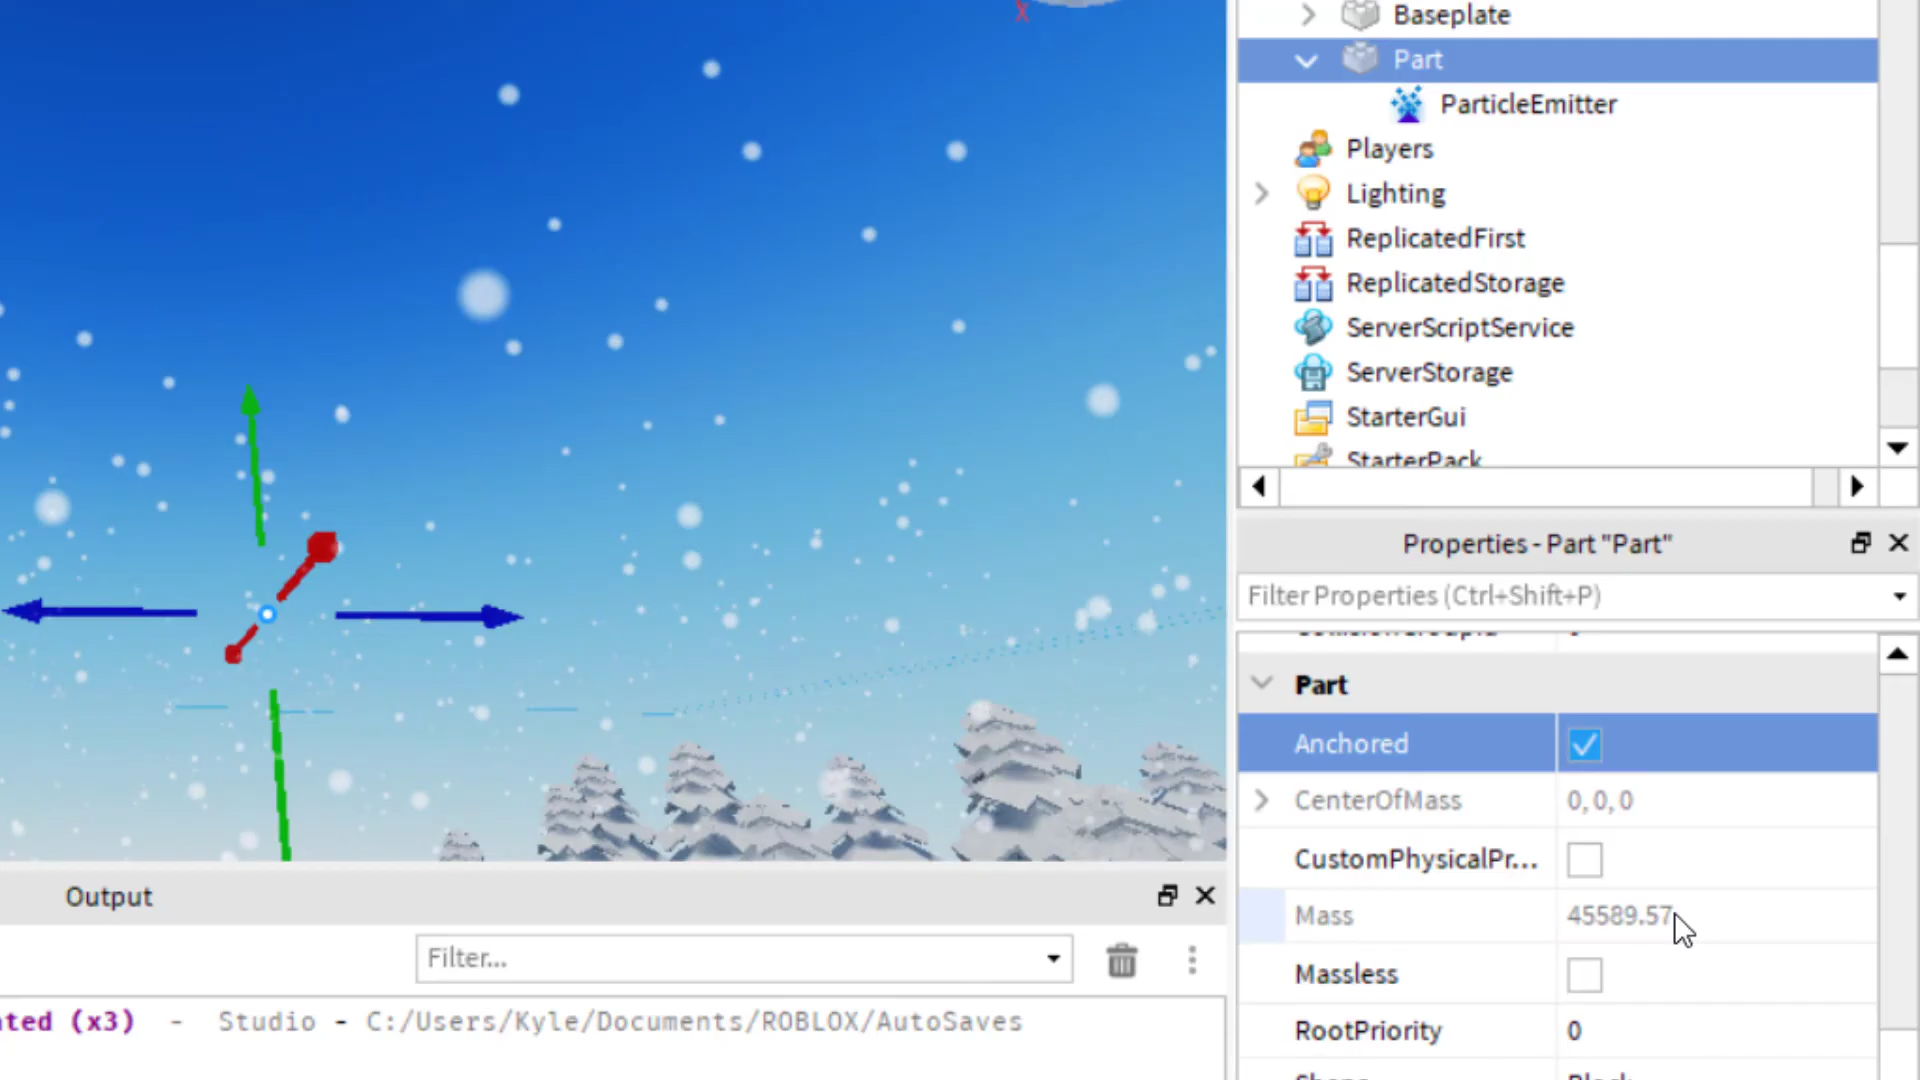 x
Baseplate
Part
ParticleEmitter
Players
Lighting
ReplicatedFirst
ReplicatedStorage
ServerScriptService
ServerStorage
StarterGui
StarterPack
Properties - Part "Part"
Filter Properties (Ctrl+Shift+P)
Part
Anchored
CenterOfMass 0, 0, 0
CustomPhysicalPr...
Mass 45589.57
Massless
RootPriority 0
Output
Filter...
ted (x3) - Studio - C:/Users/Kyle/Documents/ROBLOX/AutoSaves